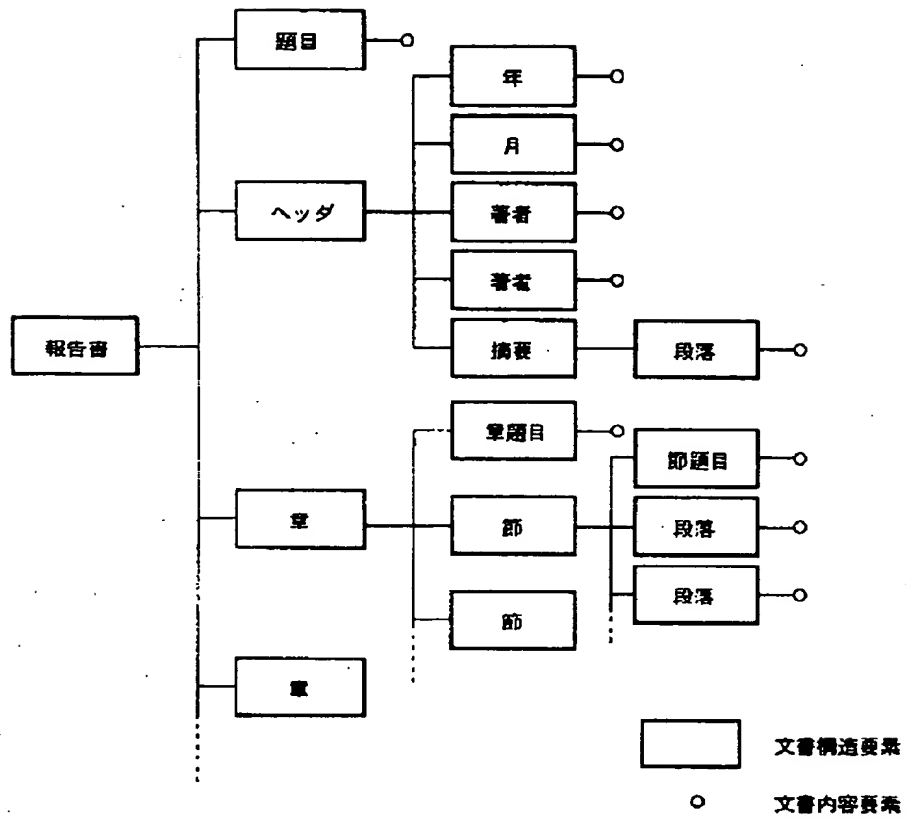 題目
年
月
ヘッダ
著者
著者
報告書
摘要
段落
章題目
節題目
章
節
段落
段落
節
章
文書構造要素
文書内容要素